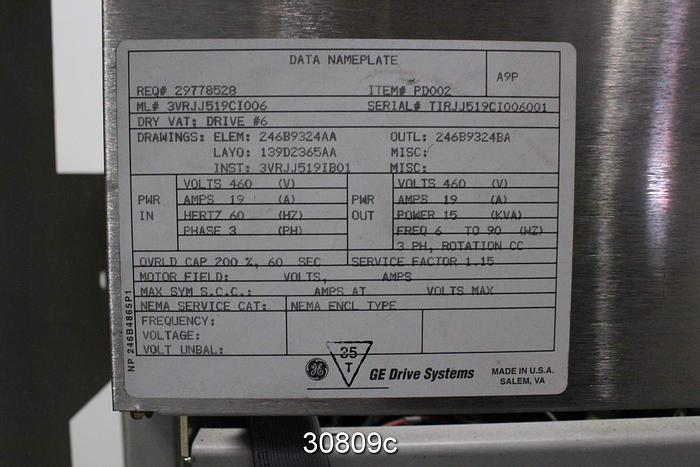 DATA NAMEPLATE
A9P
REQ# 29778528 ITEM# PD002
ML# 3VRJJ519CI006 SERIAL# TIRJJ519CI006001
DRY VAT; DRIVE #6
DRAWINGS: ELEM: 246B9324AA OUTL: 246B9324BA
LAYO: 139D2365AA MISC:
INST: 3VRJJ519IB01 MISC:
PWR IN
VOLTS 460 (V)
AMPS 19 (A)
HERTZ 60 (HZ)
PHASE 3 (PH)
PWR OUT
VOLTS 460 (V)
AMPS 19 (A)
POWER 15 (KVA)
FREQ 6 TO 90 (HZ)
3 PH, ROTATION CC
OVRLD CAP 200 %, 60 SEC SERVICE FACTOR 1.15
MOTOR FIELD: VOLTS, AMPS
MAX SYM S.C.C.: AMPS AT VOLTS MAX
NEMA SERVICE CAT: NEMA ENCL TYPE
FREQUENCY:
VOLTAGE:
VOLT UNBAL:
NP 246B4865P1
35
T
GE GE Drive Systems
MADE IN U.S.A.
SALEM, VA
30809c